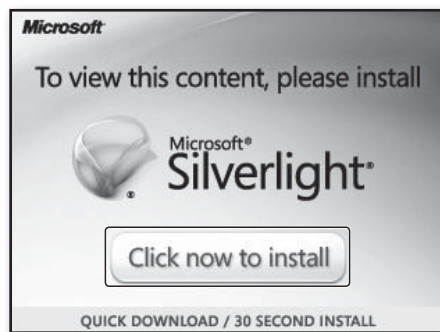 Microsoft
To view this content, please install
Microsoft®
Silverlight®
®
Click now to install
QUICK DOWNLOAD / 30 SECOND INSTALL